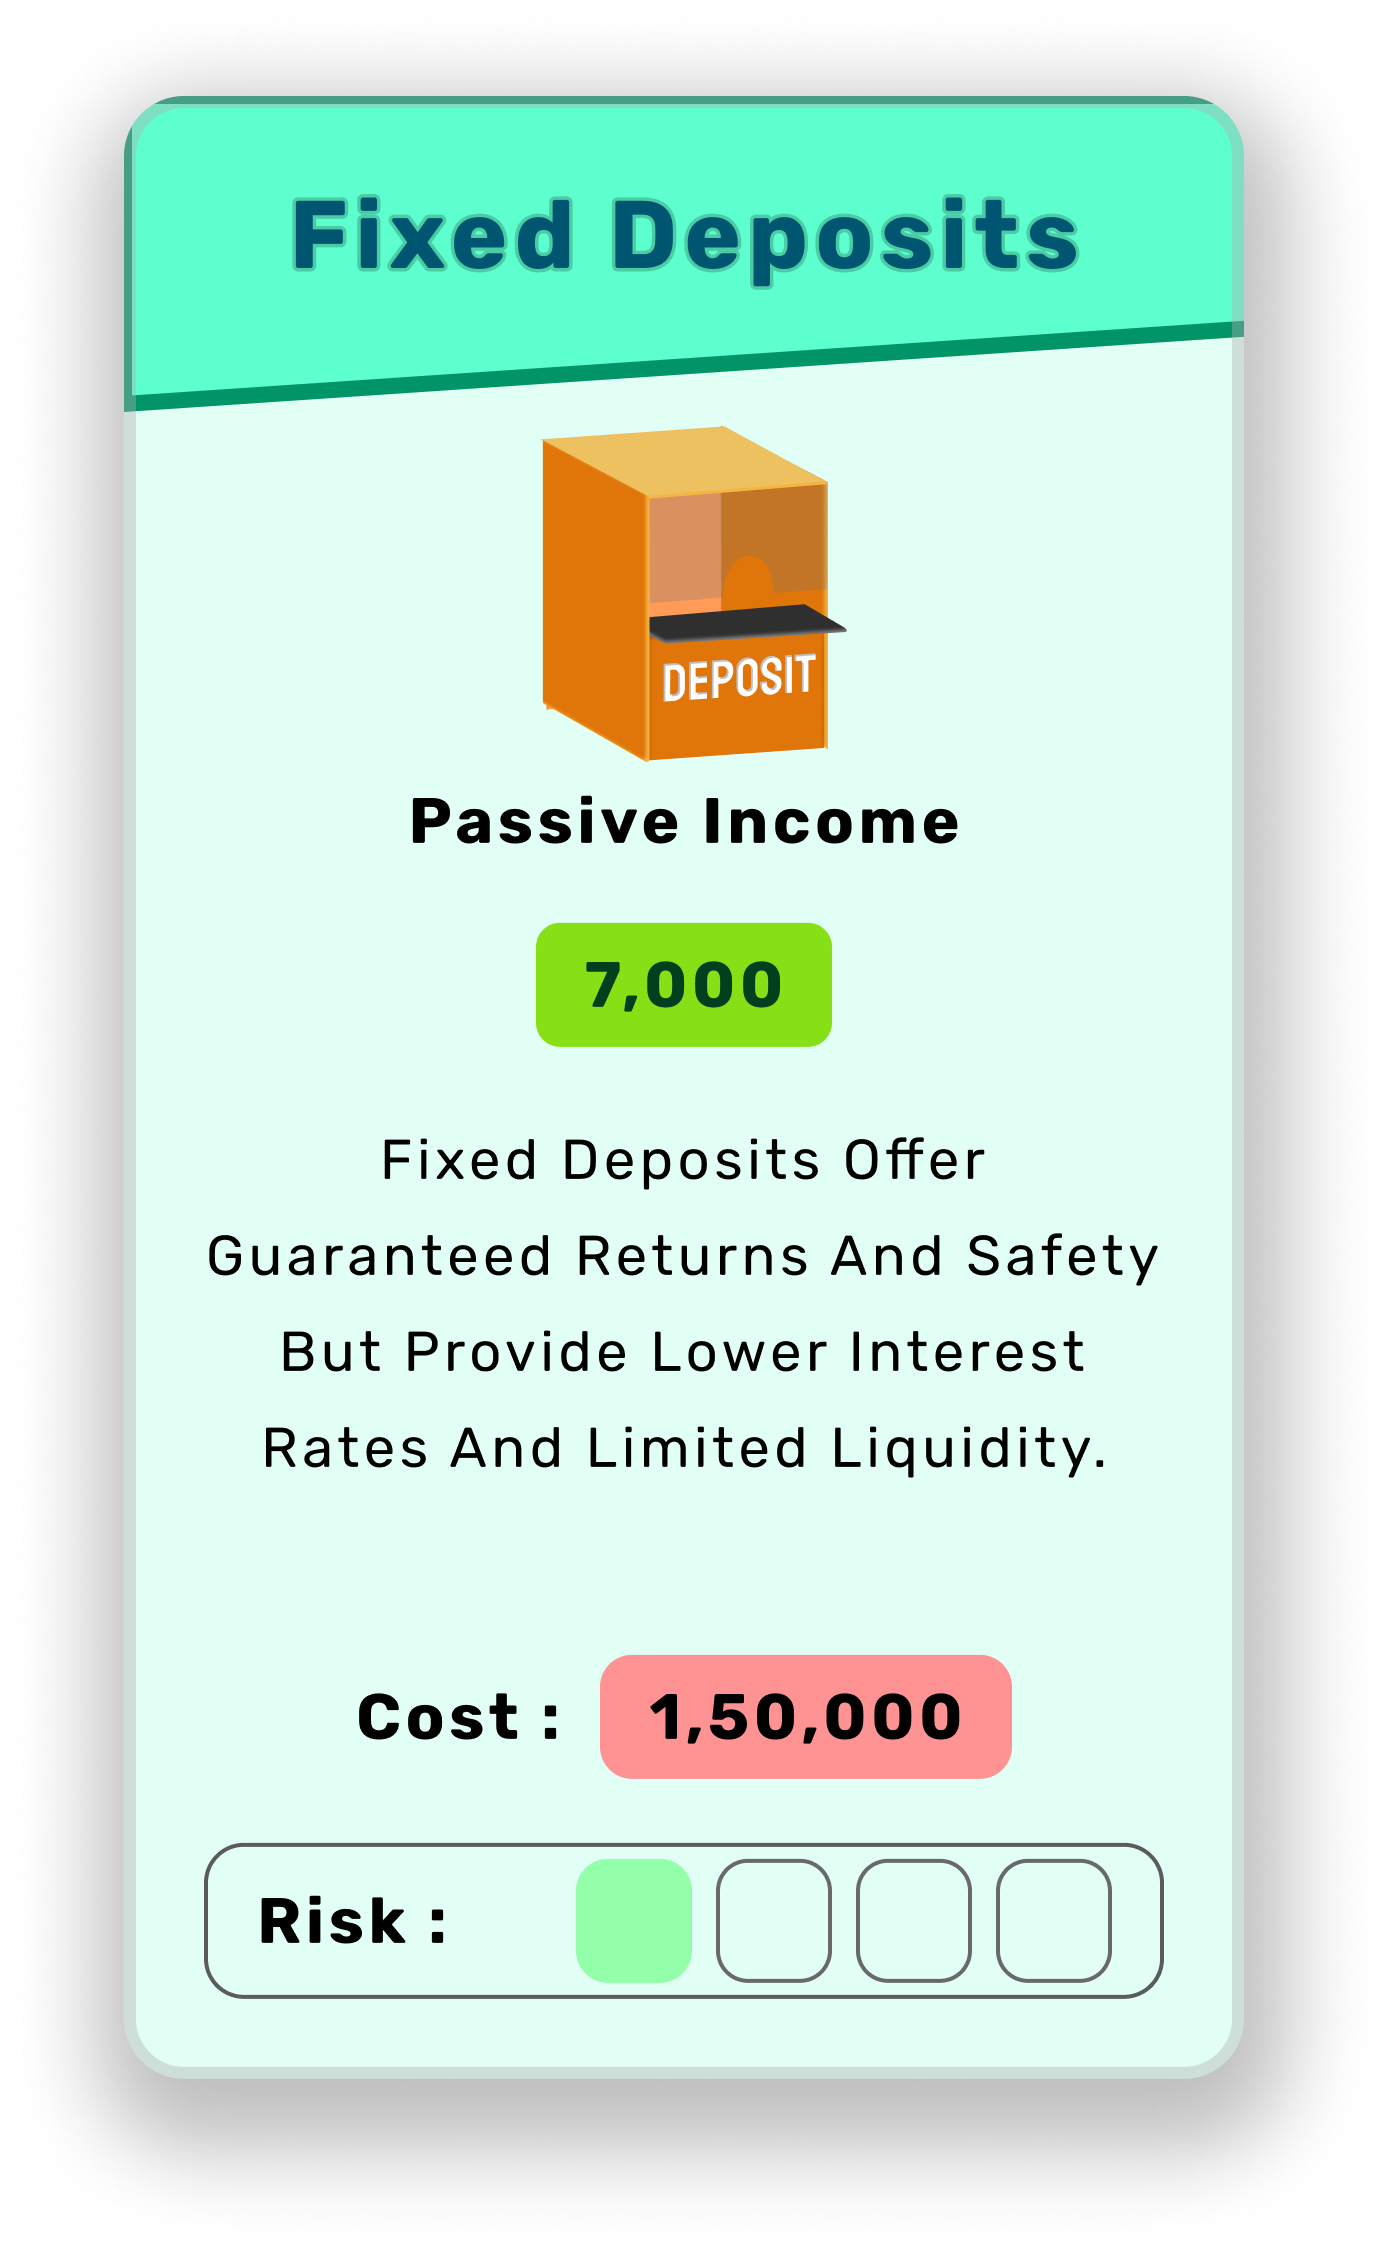 Fixed Deposits
DEPOSIT
Passive Income
7,000
Fixed Deposits Offer
Guaranteed Returns And Safety
But Provide Lower Interest
Rates And Limited Liquidity.
Cost : 1,50,000
Risk :